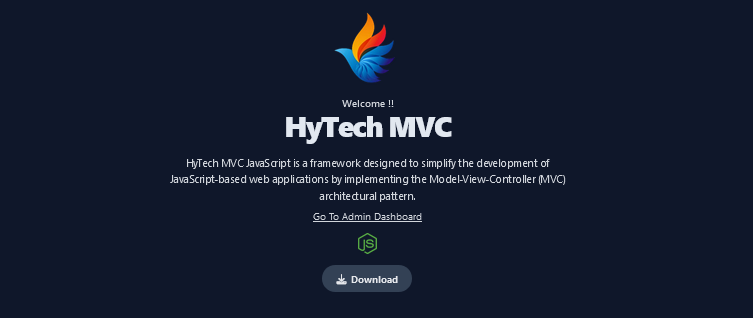 Welcome !!
HyTech MVC
HyTech MVC JavaScript is a framework designed to simplify the development of
JavaScript-based web applications by implementing the Model-View-Controller (MVC)
architectural pattern.
Go To Admin Dashboard
JS
Download